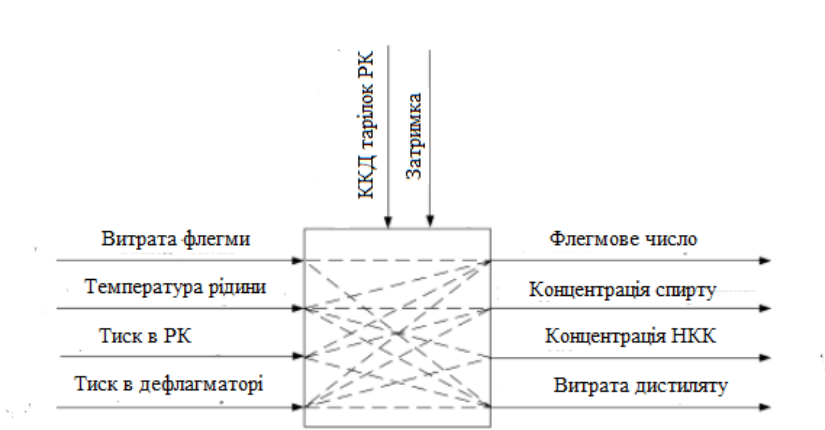 ККД тарілок РК
Затримка
Витрата флегми
Флегмове число
Температура рідини
Концентрація спирту
Тиск в РК
Концентрація НКК
Тиск в дефлагматорі
Витрата дистиляту